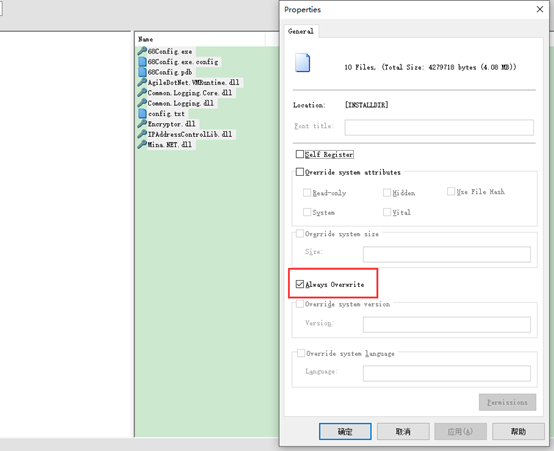 Name
68Config.exe
68Config.exe.config
68Config.pdb
AgileDotNet.VMRuntime.dll
Common.Logging.Core.dll
Common.Logging.dll
config.txt
Encryptor.dll
IPAddressControlLib.dll
Mina.NET.dll
Properties
General
10 Files, (Total Size: 4279718 bytes (4.08 MB))
Location: [INSTALLDIR]
Font title:
Self Register
Override system attributes
Read-only Hidden Use File Hash
System Vital
Override system size
Size:
Always Overwrite
Override system version
Version:
Override system language
Language:
Permissions
确定 取消 应用(A) 帮助